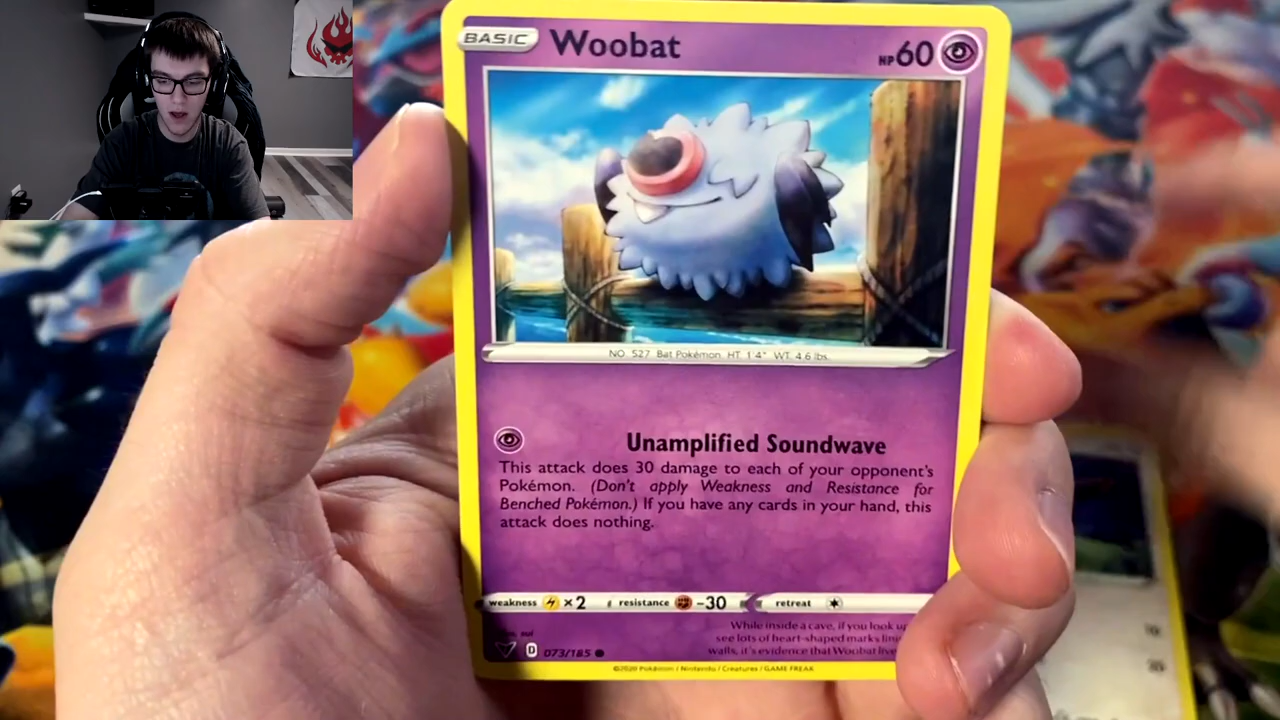 BASIC Woobat HP 60
NO. 527 Bat Pokémon HT. 1'4" WT. 4.6 lbs.
Unamplified Soundwave
This attack does 30 damage to each of your opponent's
Pokémon. (Don't apply Weakness and Resistance for
Benched Pokémon.) If you have any cards in your hand, this
attack does nothing.
weakness ×2 resistance -30 retreat
While inside a cave, if you look up
see lots of heart-shaped marks
walls, it's evidence that Woobat
D 073/185
©2020 Pokémon / Nintendo / Creatures / GAME FREAK